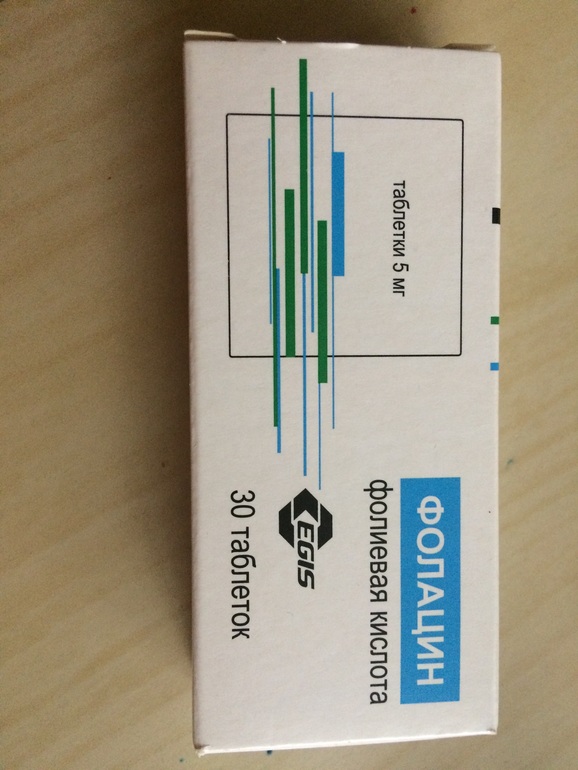 ФОЛАЦИН
фолиевая кислота
таблетки 5 мг
EGIS
30 таблеток